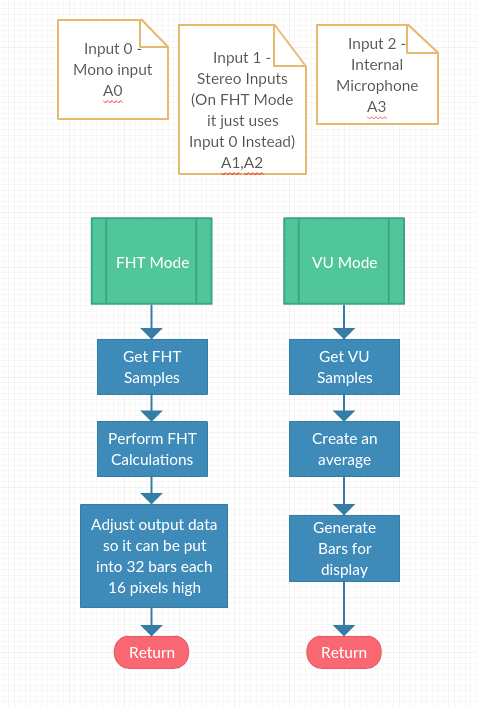 Input 0 -
Mono input
A0
Input 1 -
Stereo Inputs
(On FHT Mode
it just uses
Input 0 Instead)
A1,A2
Input 2 -
Internal
Microphone
A3
FHT Mode
Get FHT
Samples
Perform FHT
Calculations
Adjust output data
so it can be put
into 32 bars each
16 pixels high
Return
VU Mode
Get VU
Samples
Create an
average
Generate
Bars for
display
Return